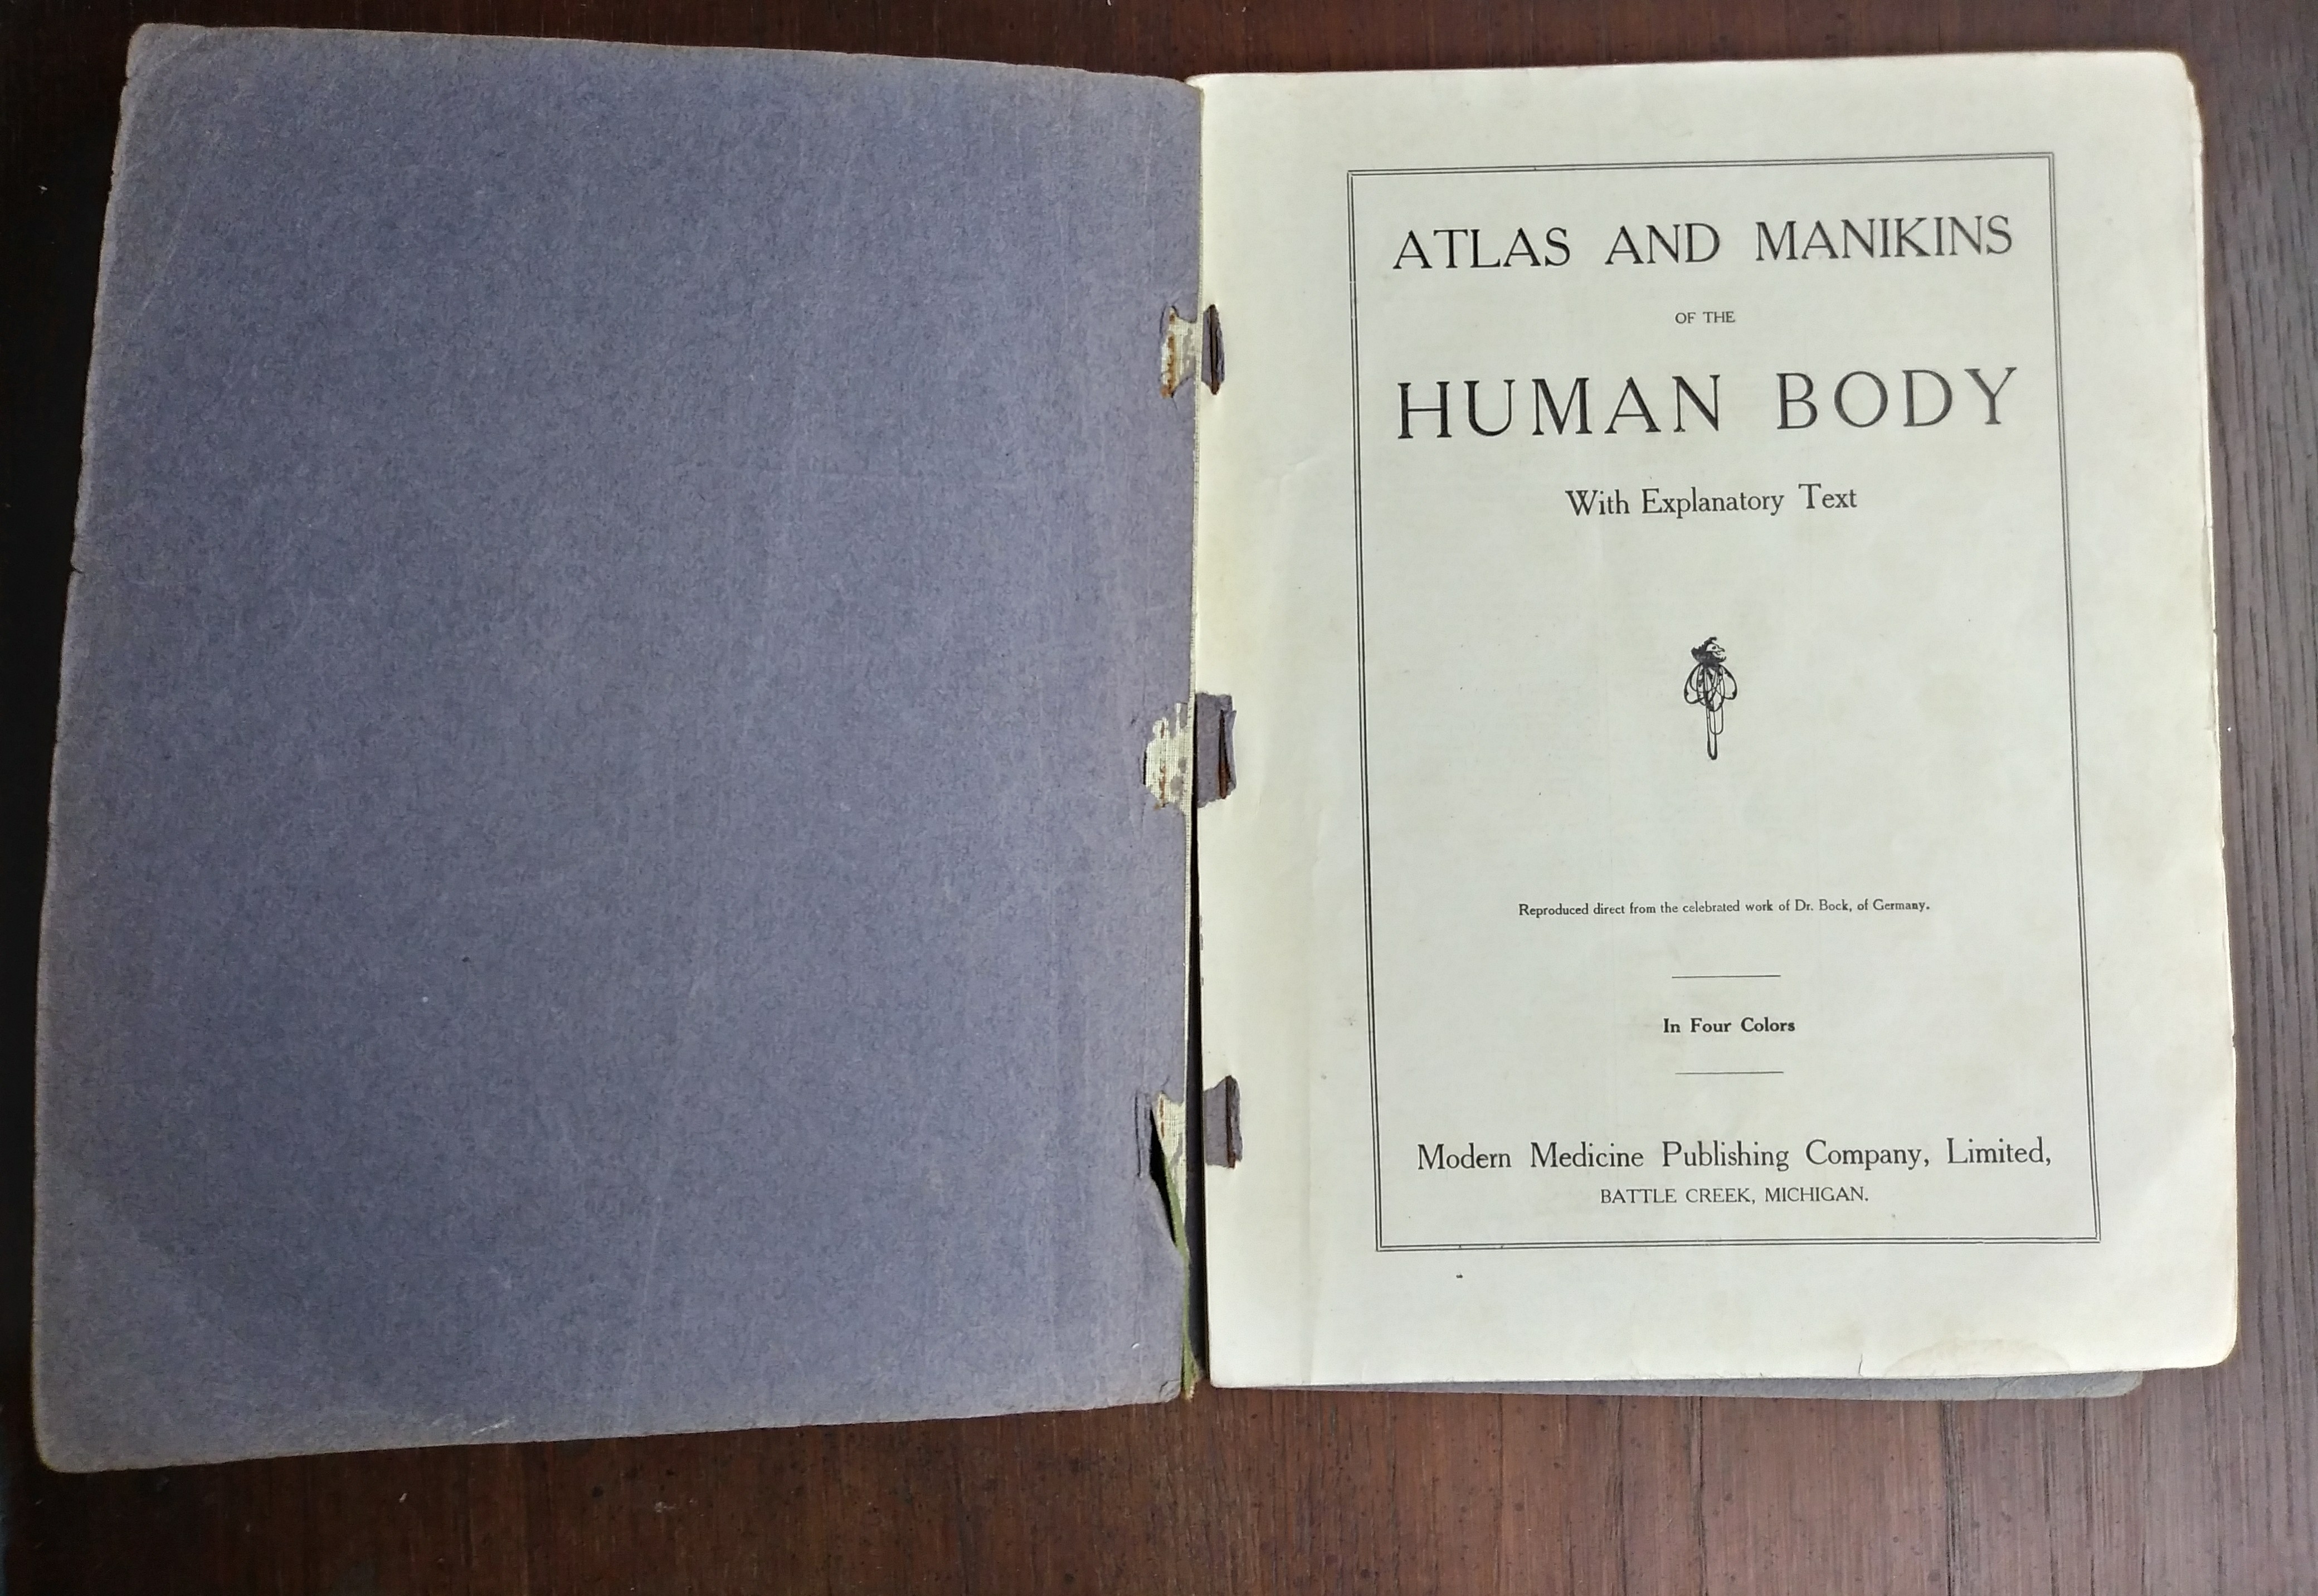 ATLAS AND MANIKINS
OF THE
HUMAN BODY
With Explanatory Text
Reproduced direct from the celebrated work of Dr. Bock, of Germany.
In Four Colors
Modern Medicine Publishing Company, Limited,
BATTLE CREEK, MICHIGAN.